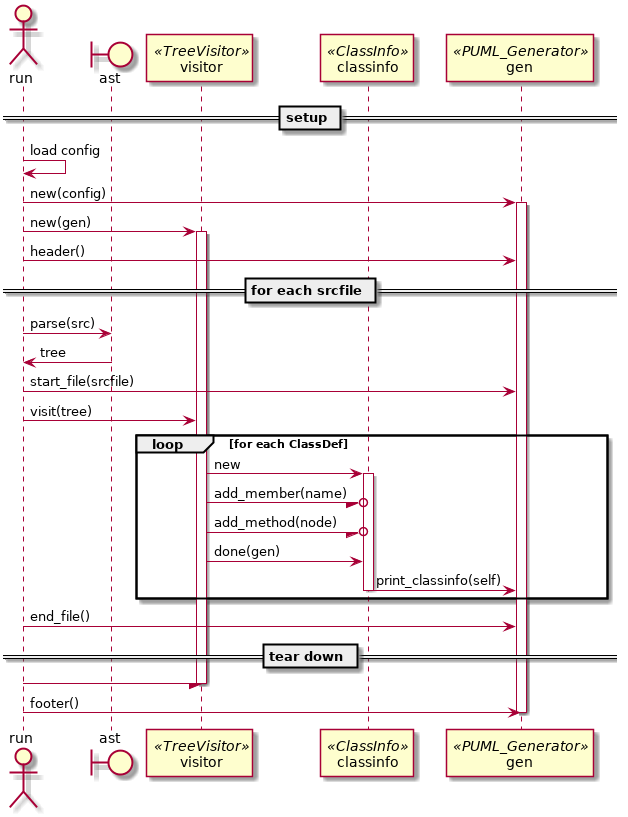 run
ast
«TreeVisitor»
visitor
«ClassInfo»
classinfo
«PUML_Generator»
gen
setup
load config
new(config)
new(gen)
header()
for each srcfile
parse(src)
tree
start_file(srcfile)
visit(tree)
loop [for each ClassDef]
new
add_member(name)
add_method(node)
done(gen)
print_classinfo(self)
end_file()
tear down
footer()
run
ast
«TreeVisitor»
visitor
«ClassInfo»
classinfo
«PUML_Generator»
gen